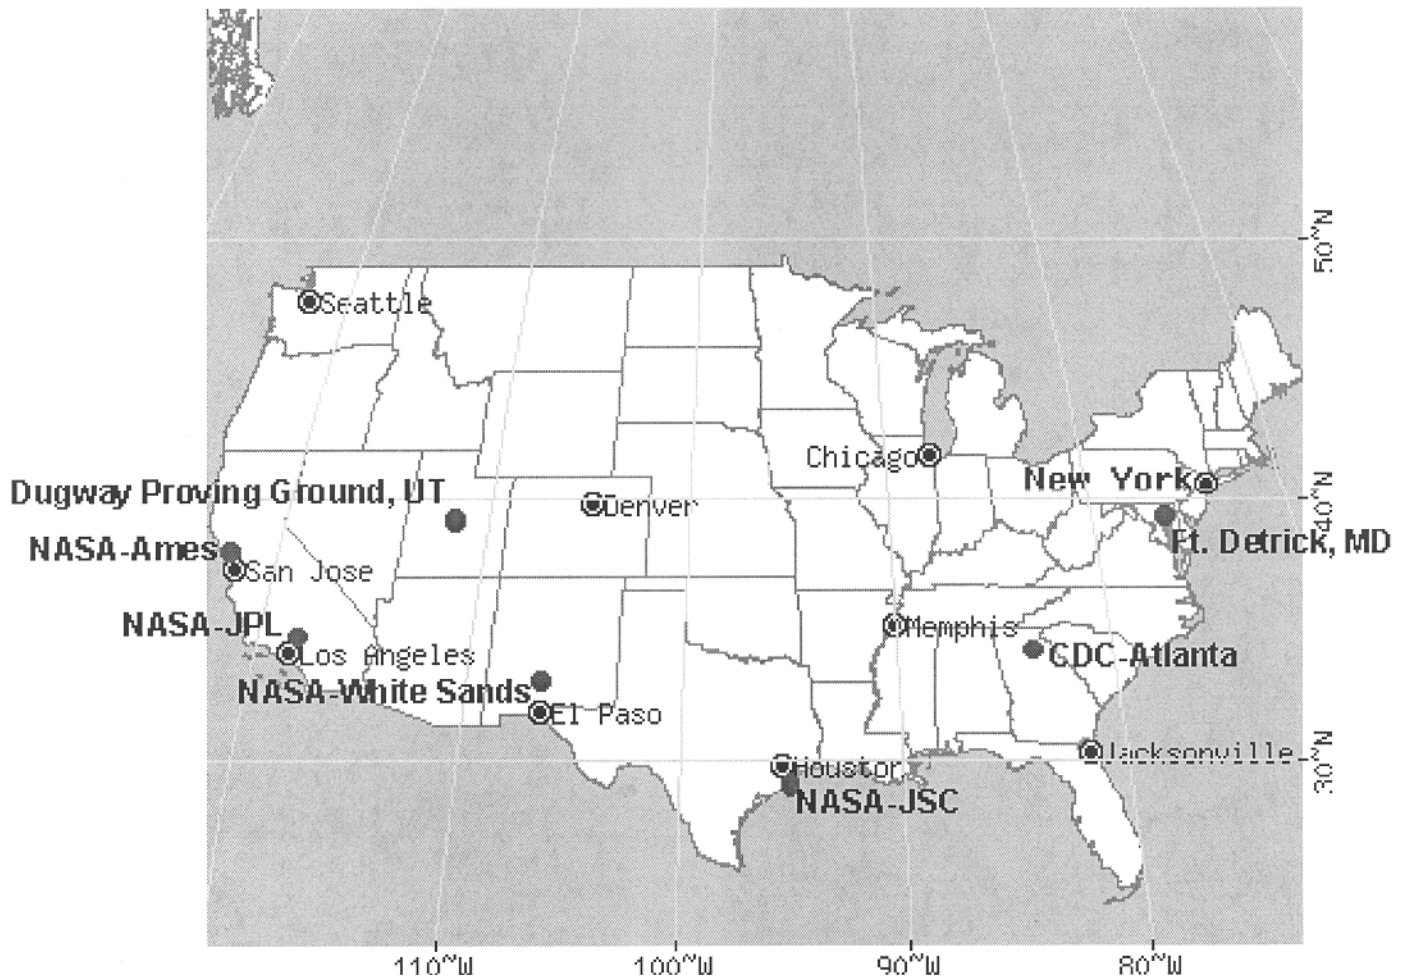 50~N
Seattle
Chicago
New York
Dugway Proving Ground, UT
Denver
40~N
Ft. Detrick, MD
NASA-Ames
San Jose
NASA-JPL
Memphis
Los Angeles
CDC-Atlanta
NASA-White Sands
El Paso
Jacksonville
30~N
Houston
NASA-JSC
110~W
100~W
90~W
80~W